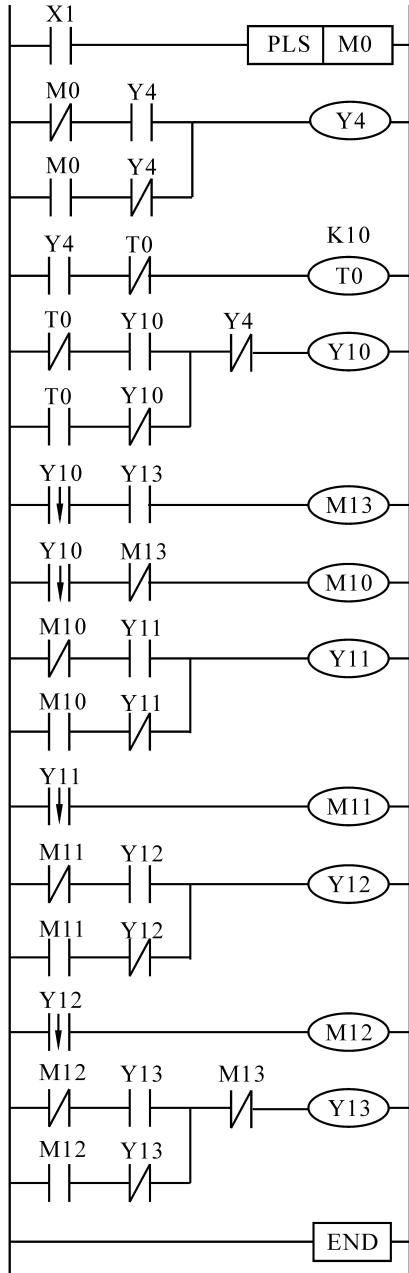 X1
PLS M0
M0 Y4
Y4
M0 Y4
K10
Y4 T0
T0
T0 Y10 Y4
Y10
T0 Y10
Y10 Y13
M13
Y10 M13
M10
M10 Y11
Y11
M10 Y11
Y11
M11
M11 Y12
Y12
M11 Y12
Y12
M12
M12 Y13 M13
Y13
M12 Y13
END